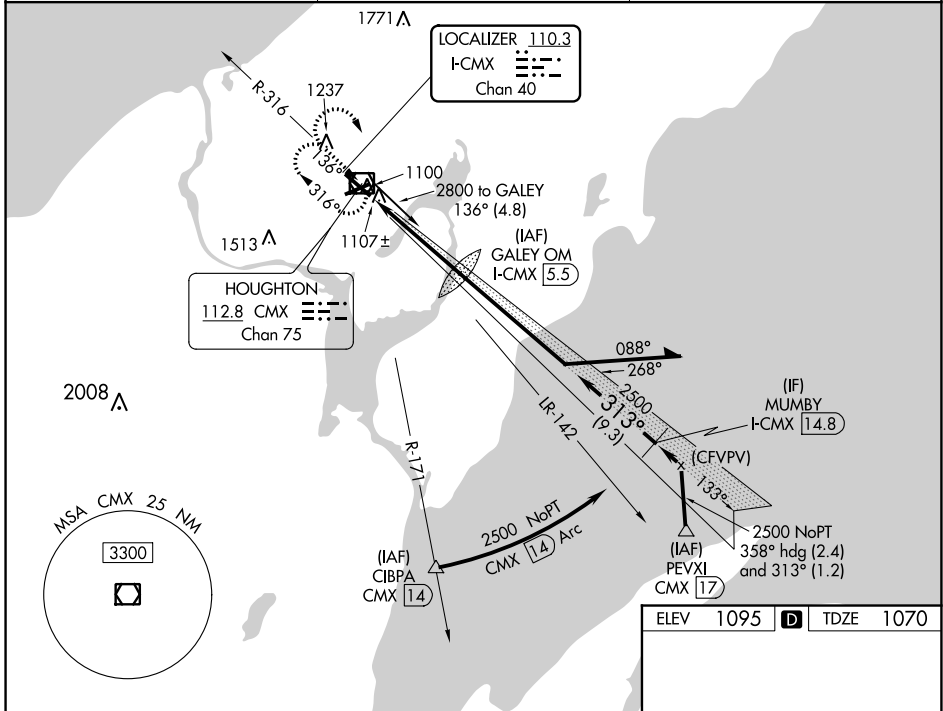 1771
LOCALIZER 110.3
I-CMX
Chan 40
R-316
1237
136°
316°
1100
2800 to GALEY
136° (4.8)
1107±
1513
(IAF)
GALEY OM
I-CMX 5.5
HOUGHTON
112.8 CMX
Chan 75
088°
268°
2500
313°
(9.3)
(IF)
MUMBY
I-CMX 14.8
2008
LR-142
(CFVPV)
133°
R-171
MSA CMX 25 NM
3300
2500 NoPT
CMX 14 Arc
(IAF)
CIBPA
CMX 14
(IAF)
PEVXI
CMX 17
2500 NoPT
358° hdg (2.4)
and 313° (1.2)
ELEV 1095 D TDZE 1070